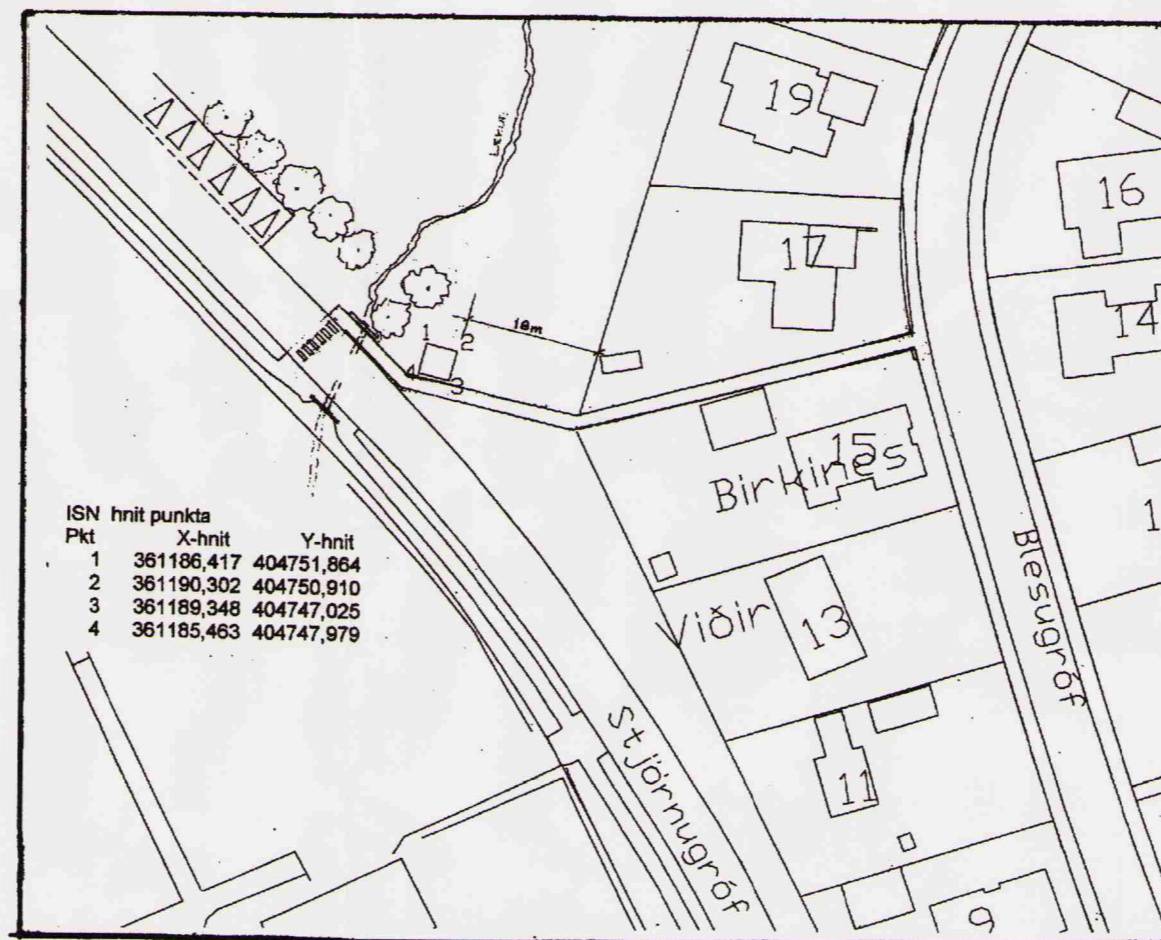 19
Lækur
16
17
14
18m
1
2
4
3
15
Birkines
ISN hnit punkta
Pkt X-hnit Y-hnit
1 361186,417 404751,864
2 361190,302 404750,910
3 361189,348 404747,025
4 361185,463 404747,979
1
Blesugróf
Víðir
13
Stjörnugróf
11
9